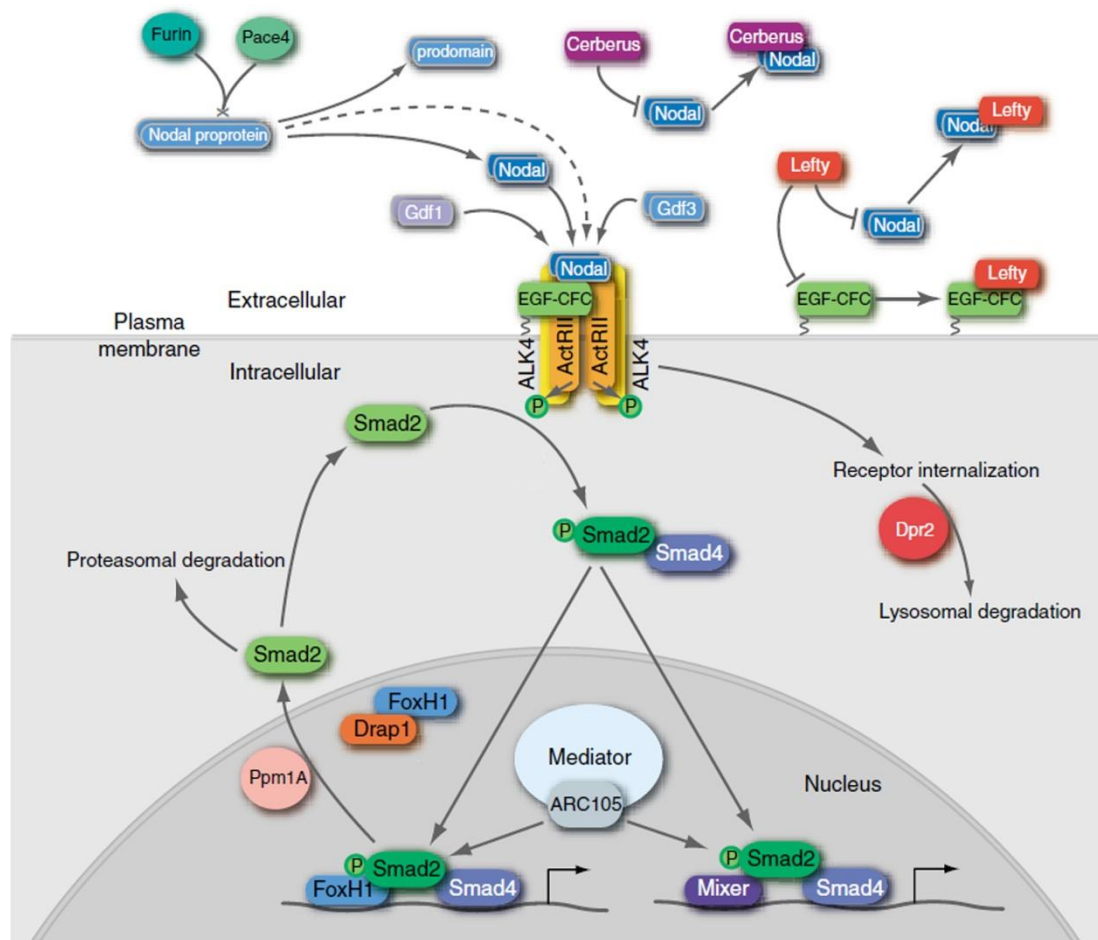 Furin
Pace4
prodomain
Cerberus
Cerberus
Nodal
Nodal
Nodal proprotein
Nodal
Lefty
Lefty
Nodal
Nodal
Gdf1
Gdf3
Nodal
EGF-CFC
EGF-CFC
Lefty
EGF-CFC
Extracellular
Plasma
membrane
Intracellular
ALK4
ActRII
ActRII
ALK4
P
P
Smad2
Receptor internalization
Dpr2
Lysosomal degradation
P
Smad2
Smad4
Proteasomal degradation
Smad2
FoxH1
Drap1
Ppm1A
Mediator
ARC105
Nucleus
P
Smad2
FoxH1
Smad4
P
Smad2
Mixer
Smad4